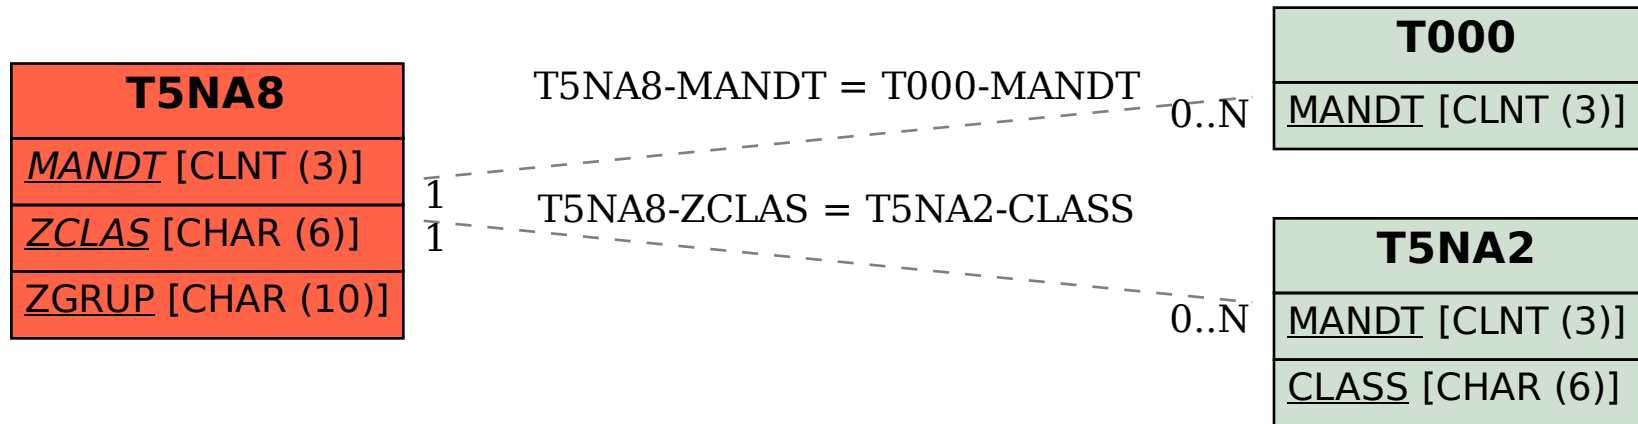 T5NA8
MANDT [CLNT (3)]
ZCLAS [CHAR (6)]
ZGRUP [CHAR (10)]
T5NA8-MANDT = T000-MANDT
0..N
1
T5NA8-ZCLAS = T5NA2-CLASS
1
0..N
T000
MANDT [CLNT (3)]
T5NA2
MANDT [CLNT (3)]
CLASS [CHAR (6)]